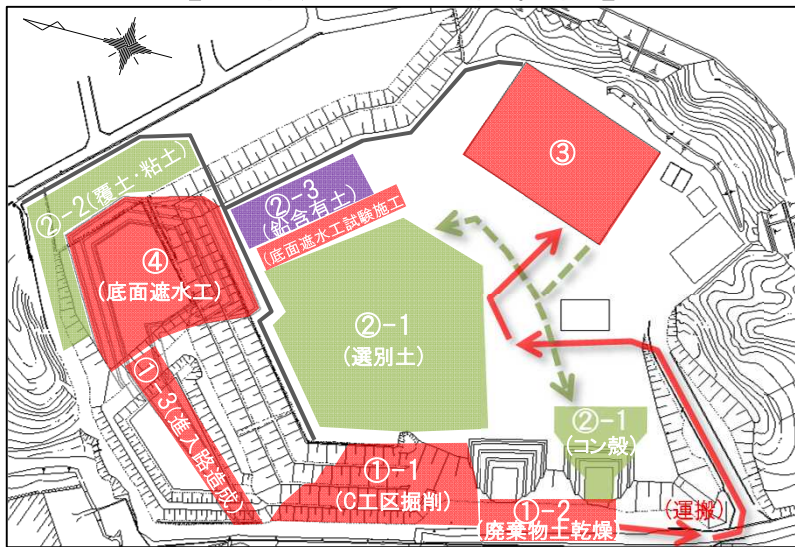 ②-2(覆土・粘土)
②-3
(鉛含有土)
(底面遮水工試験施工)
③
④
(底面遮水工)
②-1
(選別土)
①-3(進入路造成)
①-1
(C工区掘削)
②-1
(コン殻)
①-2
(廃棄物土乾燥)
(運搬)